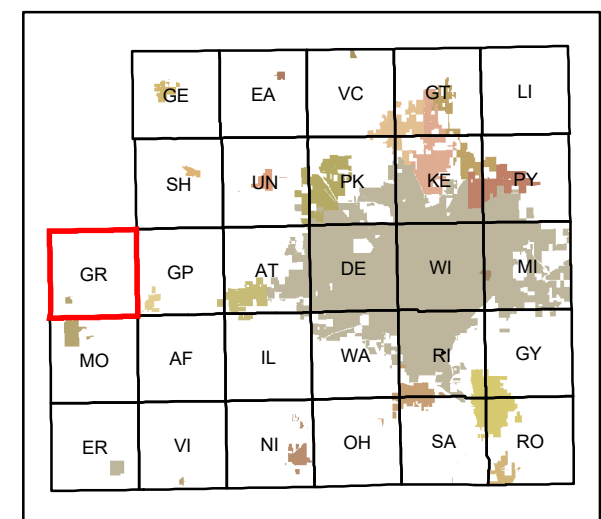 GE EA VC GT LI
SH UN PK KE PY
GR GP AT DE WI MI
MO AF IL WA RI GY
ER VI NI OH SA RO